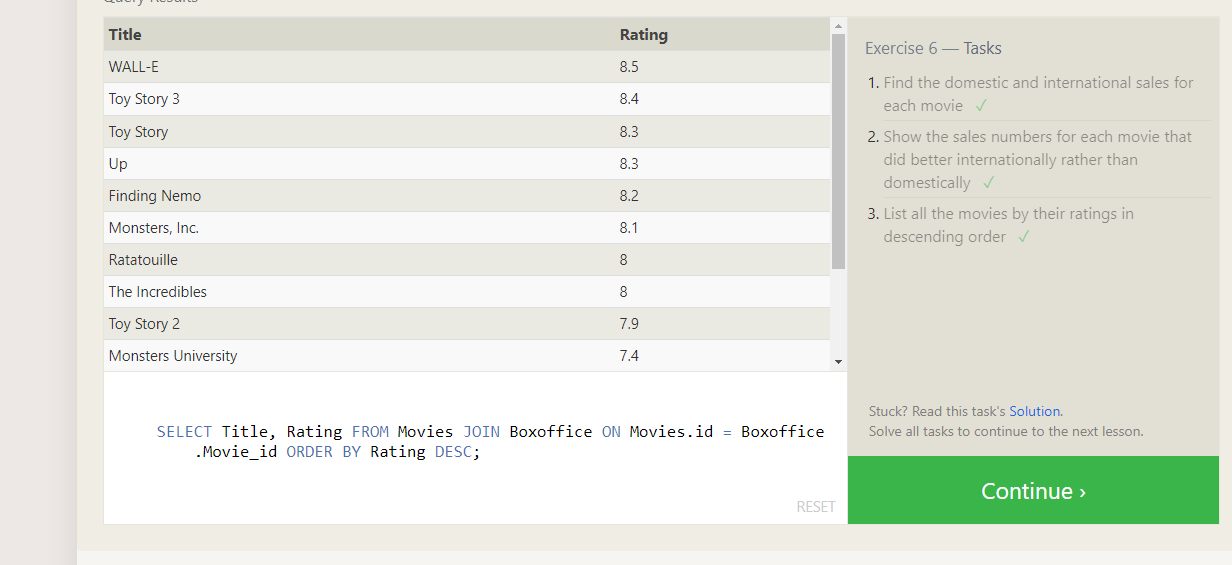 Query Results
Title Rating
WALL-E 8.5
Toy Story 3 8.4
Toy Story 8.3
Up 8.3
Finding Nemo 8.2
Monsters, Inc. 8.1
Ratatouille 8
The Incredibles 8
Toy Story 2 7.9
Monsters University 7.4
SELECT Title, Rating FROM Movies JOIN Boxoffice ON Movies.id = Boxoffice
.Movie_id ORDER BY Rating DESC;
RESET
Exercise 6 — Tasks
1. Find the domestic and international sales for
each movie ✓
2. Show the sales numbers for each movie that
did better internationally rather than
domestically ✓
3. List all the movies by their ratings in
descending order ✓
Stuck? Read this task's Solution.
Solve all tasks to continue to the next lesson.
Continue ›